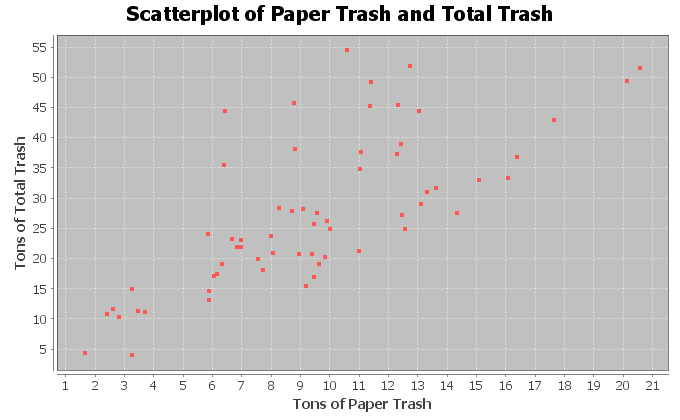 Scatterplot of Paper Trash and Total Trash
Tons of Total Trash
55
50
45
40
35
30
25
20
15
10
5
1 2 3 4 5 6 7 8 9 10 11 12 13 14 15 16 17 18 19 20 21
Tons of Paper Trash